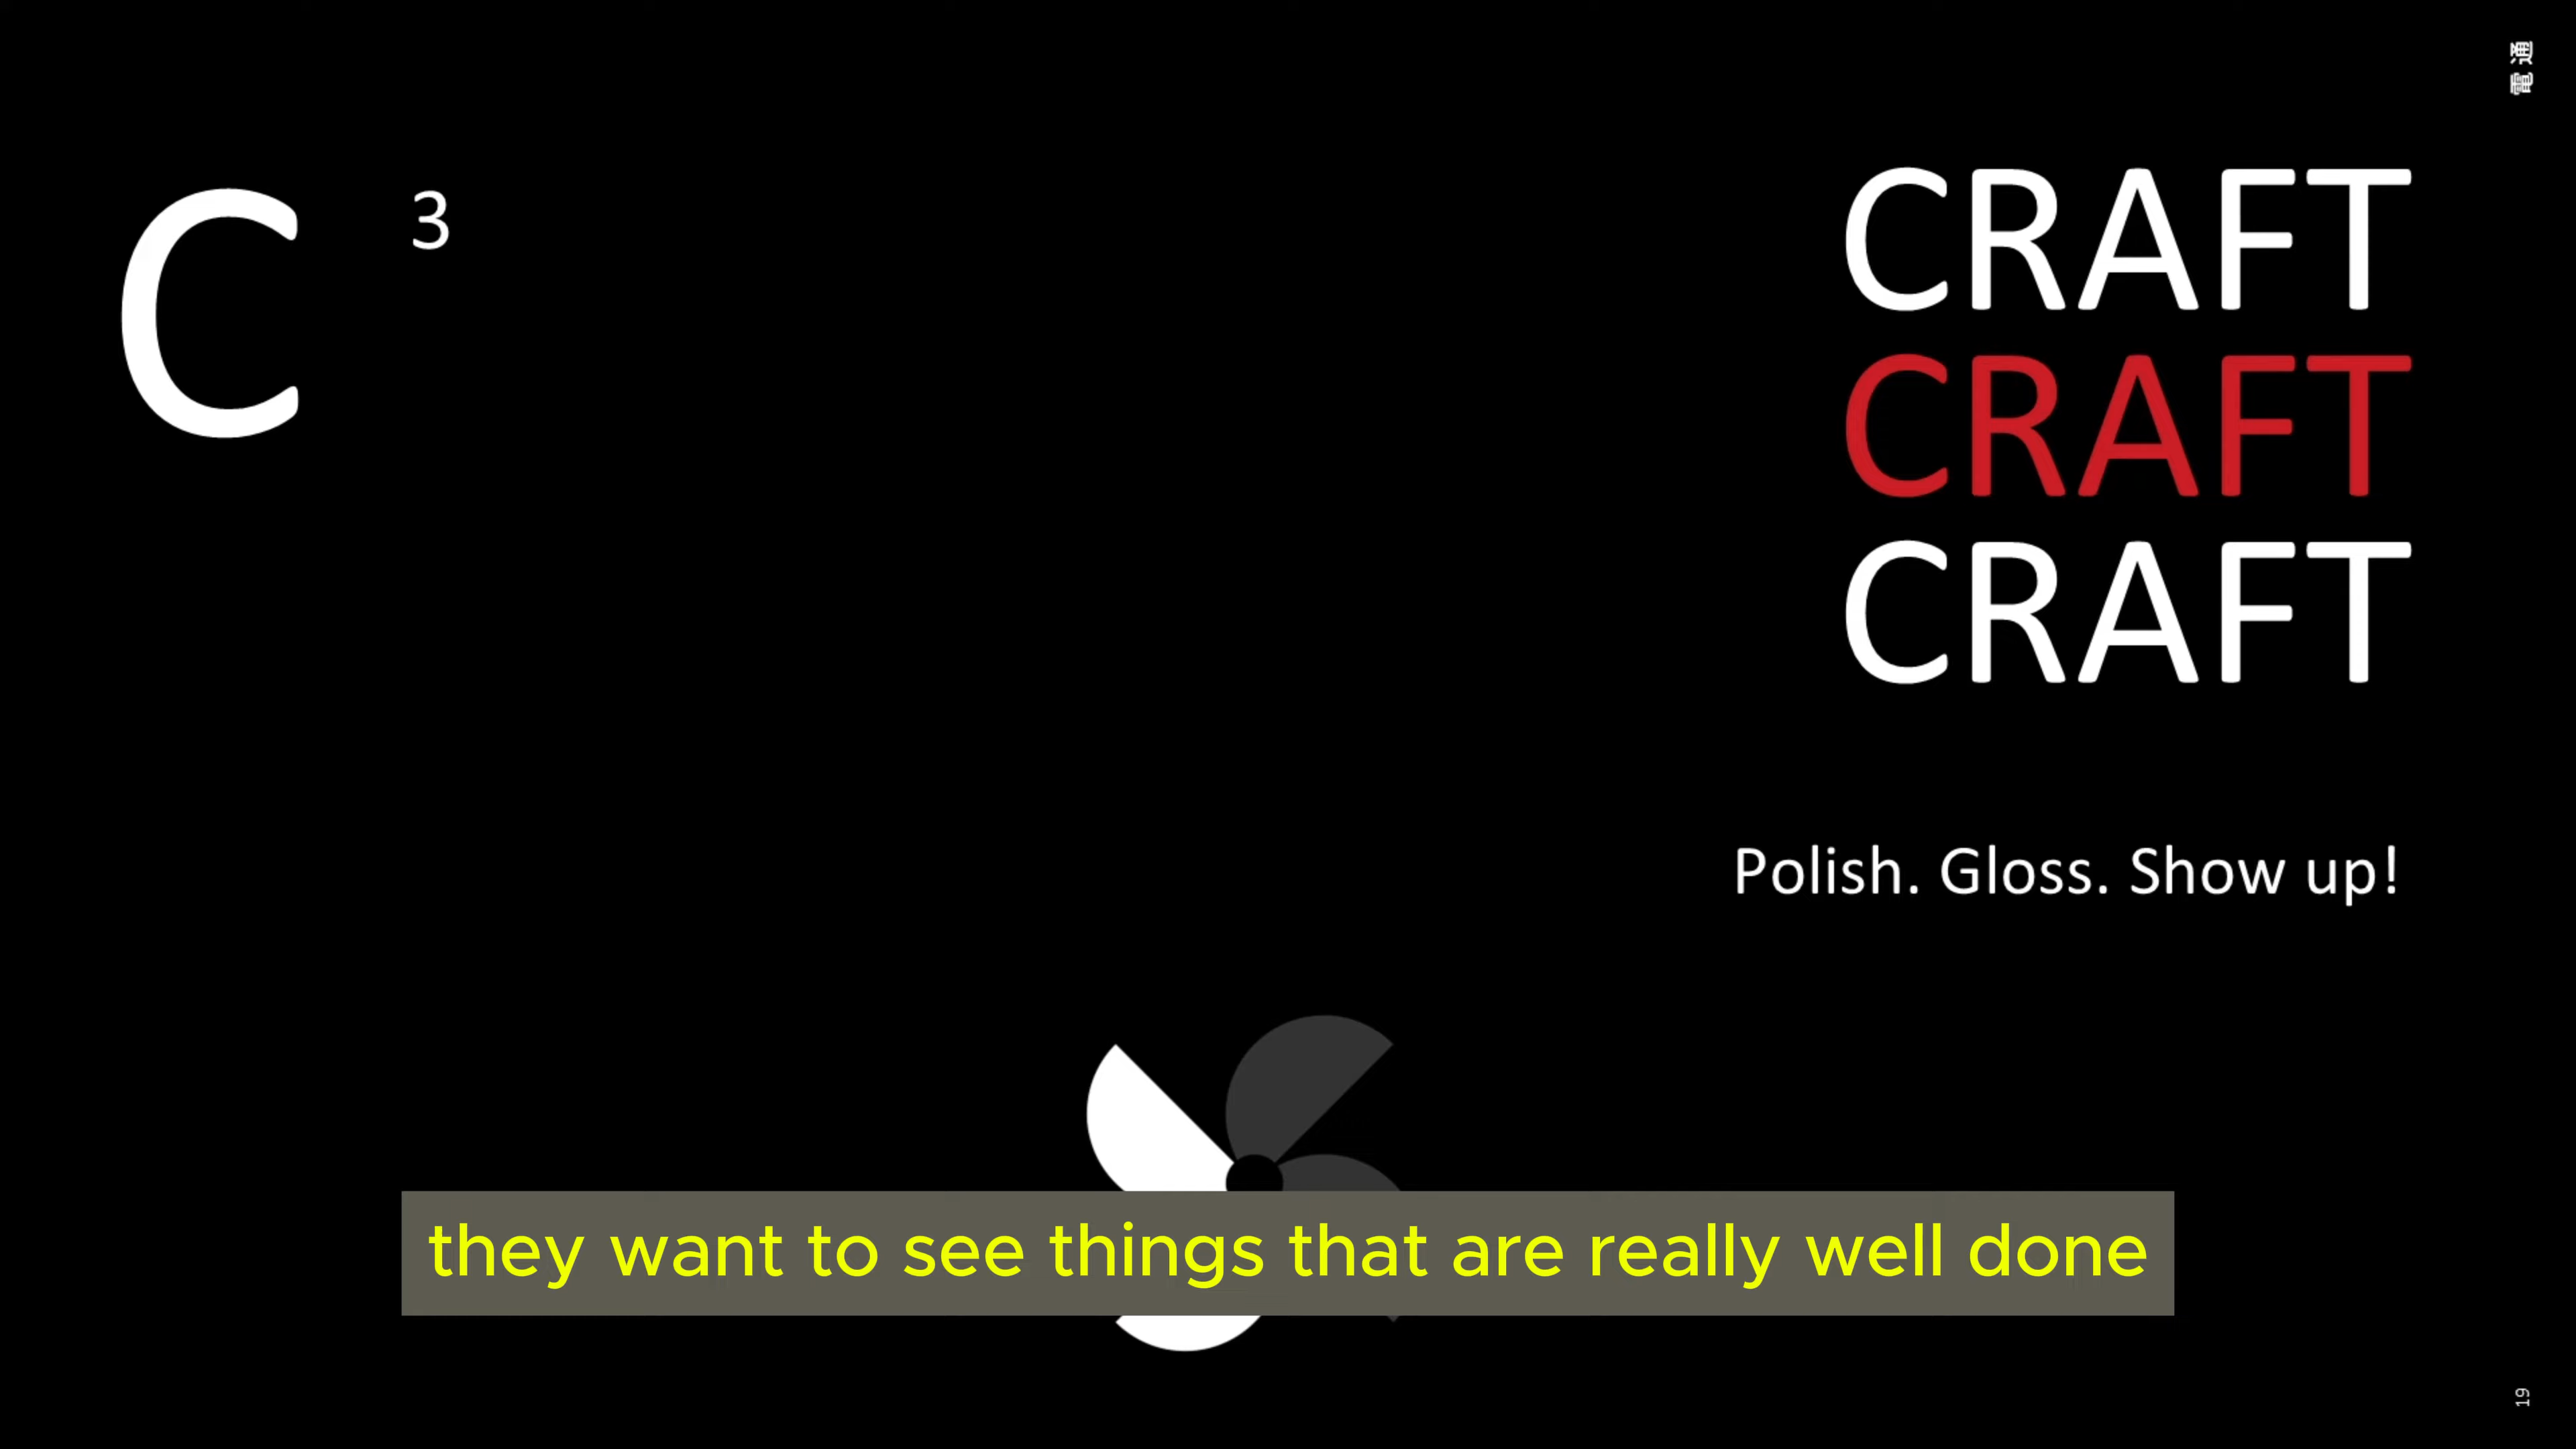 電通
C 3
CRAFT
CRAFT
CRAFT
Polish. Gloss. Show up!
they want to see things that are really well done
19